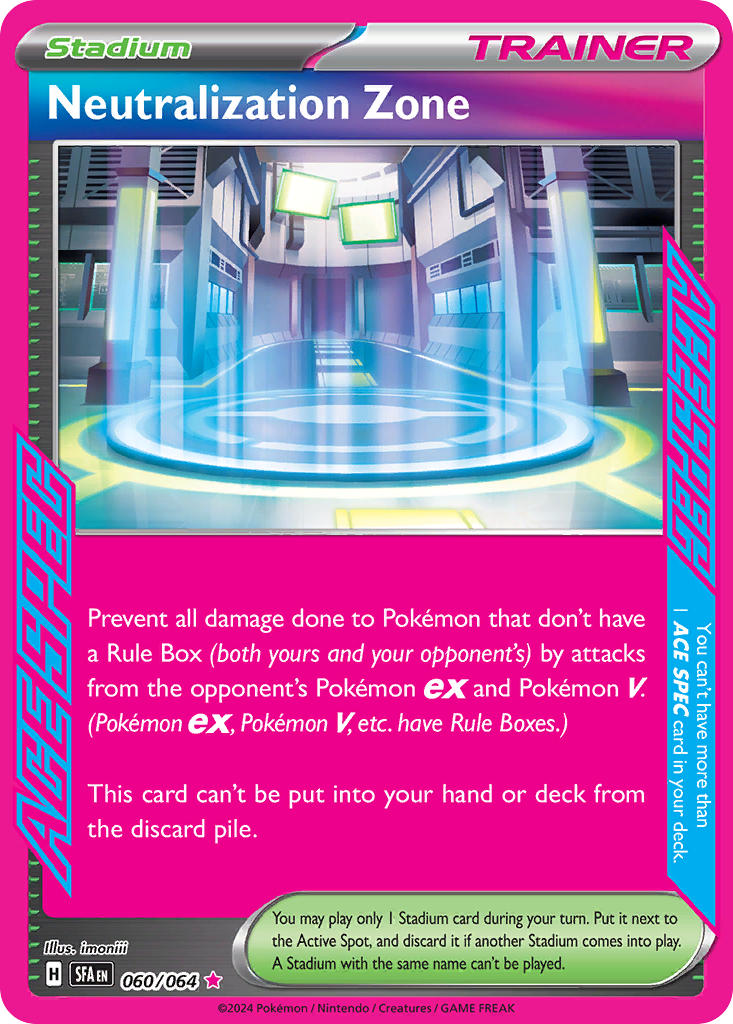 Stadium
TRAINER
Neutralization Zone
ACE SPEC
ACE SPEC
Prevent all damage done to Pokémon that don't have
a Rule Box (both yours and your opponent's) by attacks
from the opponent's Pokémon ex and Pokémon V.
(Pokémon ex, Pokémon V, etc. have Rule Boxes.)
This card can't be put into your hand or deck from
the discard pile.
You can't have more than
1 ACE SPEC card in your deck.
You may play only 1 Stadium card during your turn. Put it next to
the Active Spot, and discard it if another Stadium comes into play.
A Stadium with the same name can't be played.
Illus. imoniii
H SFA EN 060/064
©2024 Pokémon / Nintendo / Creatures / GAME FREAK